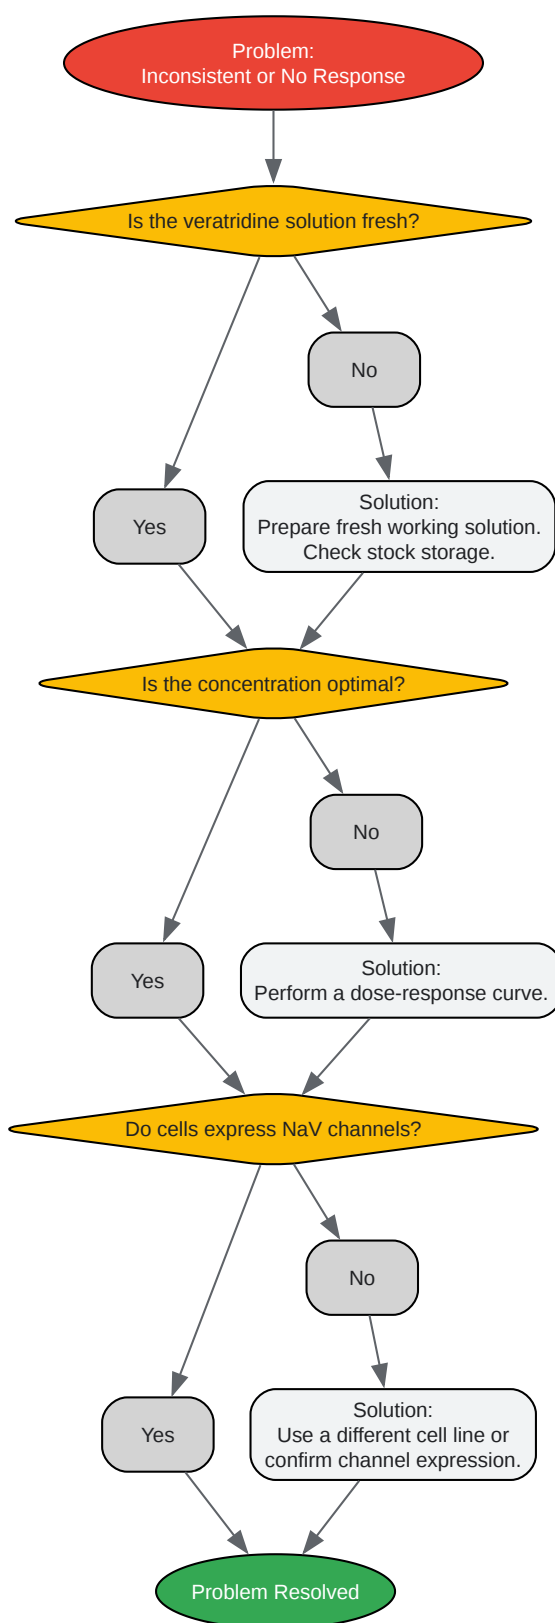 Problem:
Inconsistent or No Response
Is the veratridine solution fresh?
No
Yes
Solution:
Prepare fresh working solution.
Check stock storage.
Is the concentration optimal?
No
Yes
Solution:
Perform a dose-response curve.
Do cells express NaV channels?
No
Yes
Solution:
Use a different cell line or
confirm channel expression.
Problem Resolved